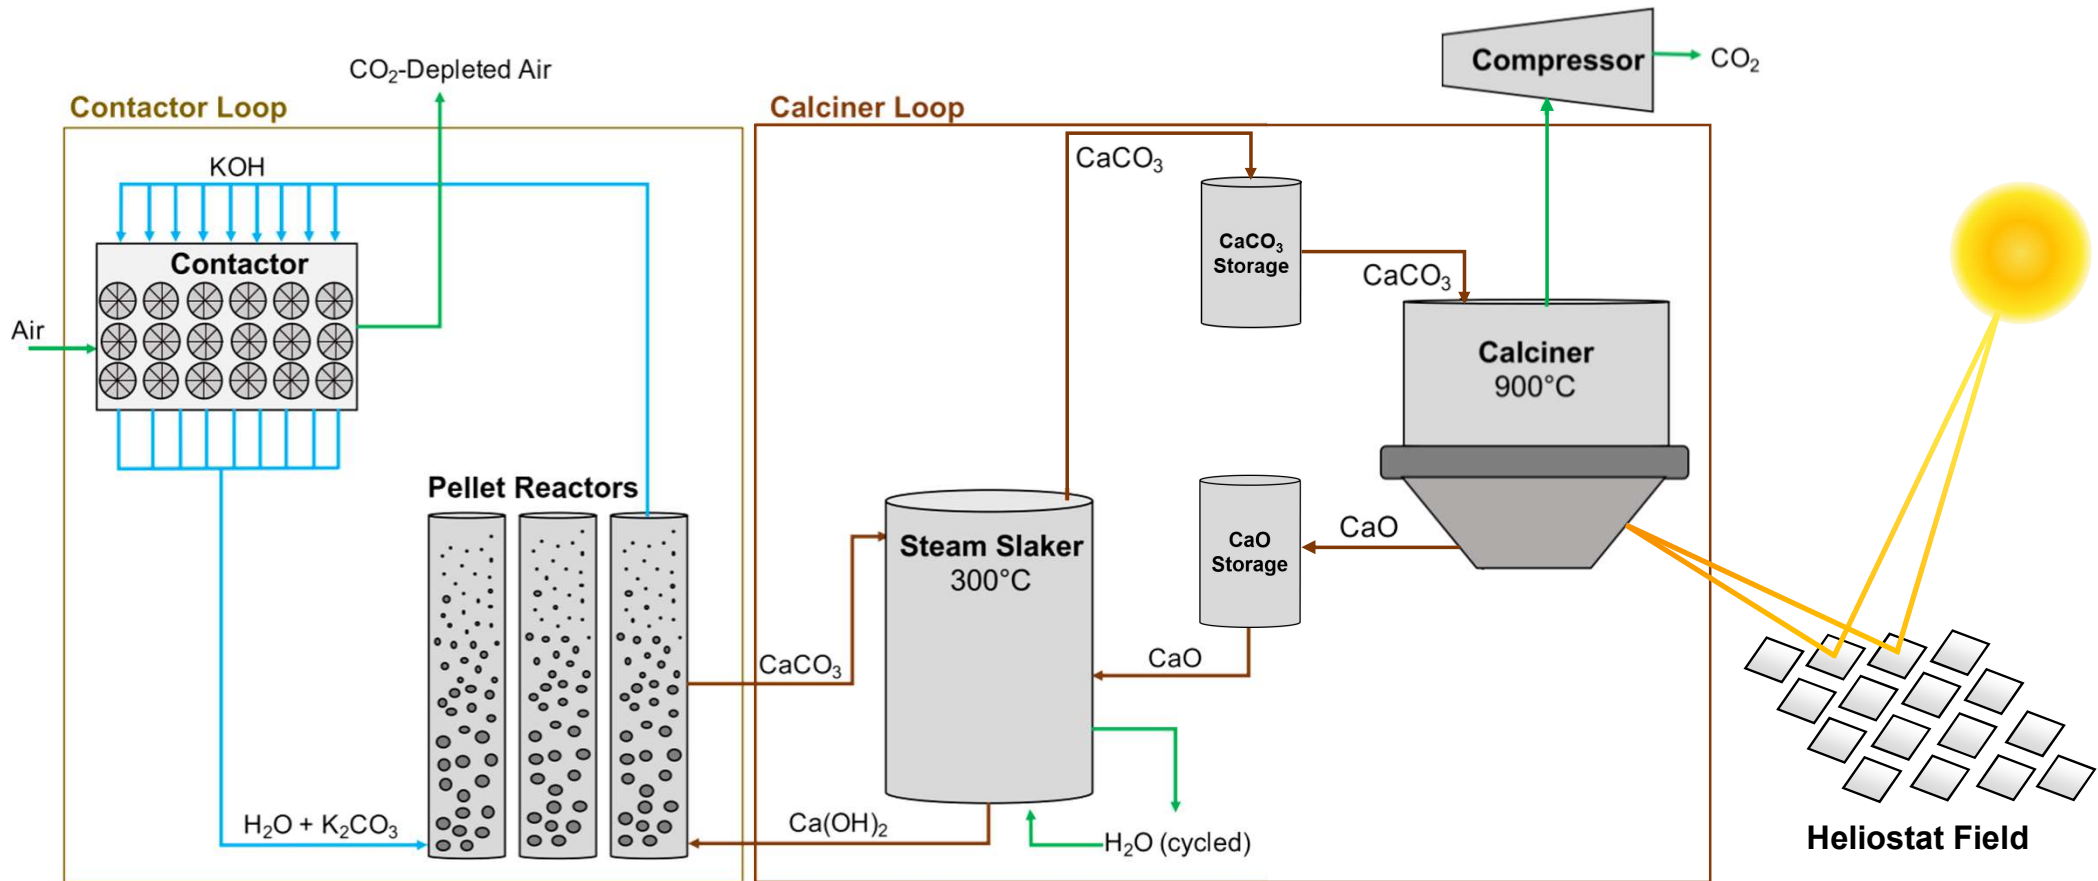 Compressor
CO₂
CO₂-Depleted Air
Contactor Loop
Calciner Loop
KOH
CaCO₃
Contactor
CaCO₃
Storage
CaCO₃
Air
Calciner
900°C
Pellet Reactors
Steam Slaker
300°C
CaO
Storage
CaO
CaCO₃
CaO
H₂O + K₂CO₃
Ca(OH)₂
H₂O (cycled)
Heliostat Field